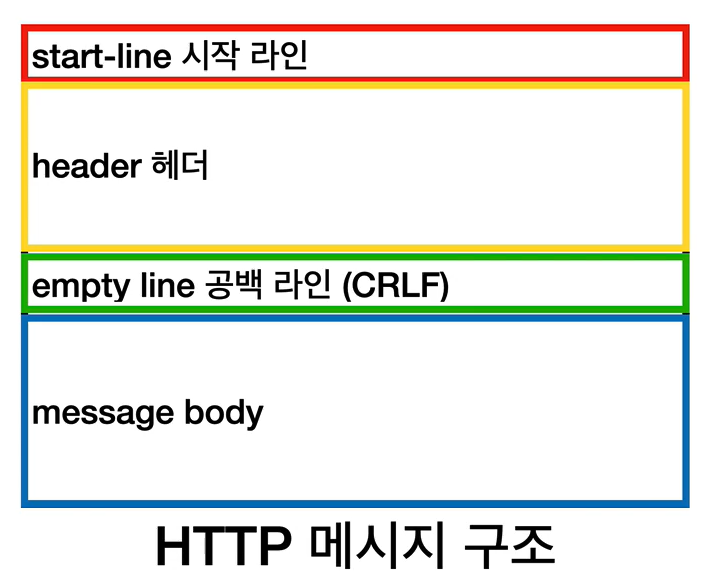 start-line 시작 라인
header 헤더
empty line 공백 라인 (CRLF)
message body
HTTP 메시지 구조